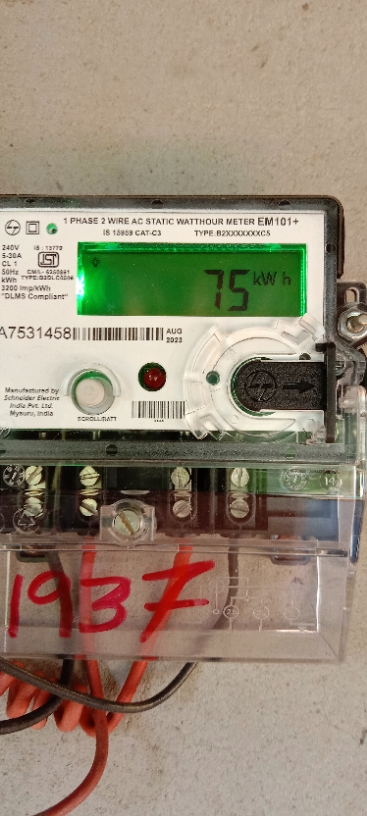 1 PHASE 2 WIRE AC STATIC WATTHOUR METER EM101+
IS 15959 CAT-C3 TYPE:B2XXXXXXXC5
240V
5-30A
CL 1
50Hz
kWh
3200 imp/kWh
"DLMS Compliant"
IS : 13779
ISI
75 kWh
A7531458
AUG
2023
Manufactured by
Schneider Electric
India Pvt. Ltd.
Mysuru, India
SCROLL/BATT
1937